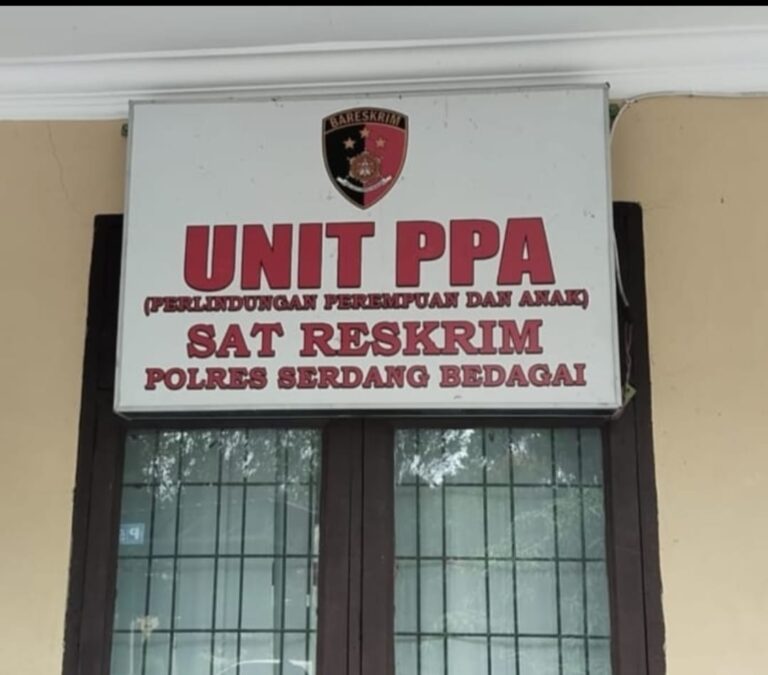 BARESKRIM
UNIT PPA
(PERLINDUNGAN PEREMPUAN DAN ANAK)
SAT RESKRIM
POLRES SERDANG BEDAGAI